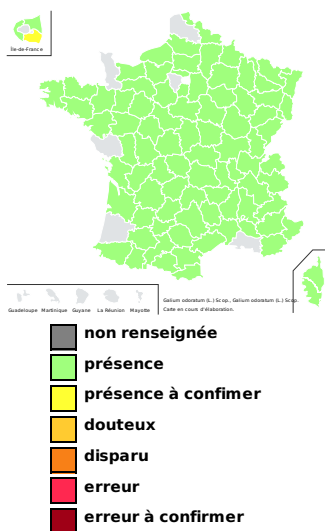 Île-de-France
Guadeloupe Martinique Guyane La Réunion Mayotte
Galium odoratum (L.) Scop., Galium odoratum (L.) Scop.
Carte en cours d'élaboration.
non renseignée
présence
présence à confimer
douteux
disparu
erreur
erreur à confirmer